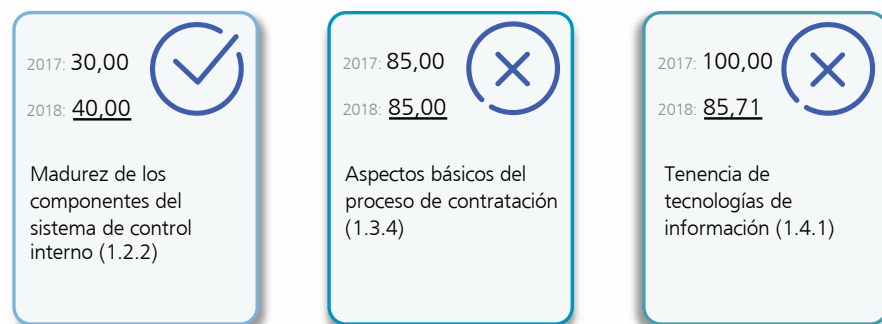 2017: 30,00
2018: 40,00
Madurez de los
componentes del
sistema de control
interno (1.2.2)
2017: 85,00
2018: 85,00
Aspectos básicos del
proceso de contratación
(1.3.4)
2017: 100,00
2018: 85,71
Tenencia de
tecnologías de
información (1.4.1)